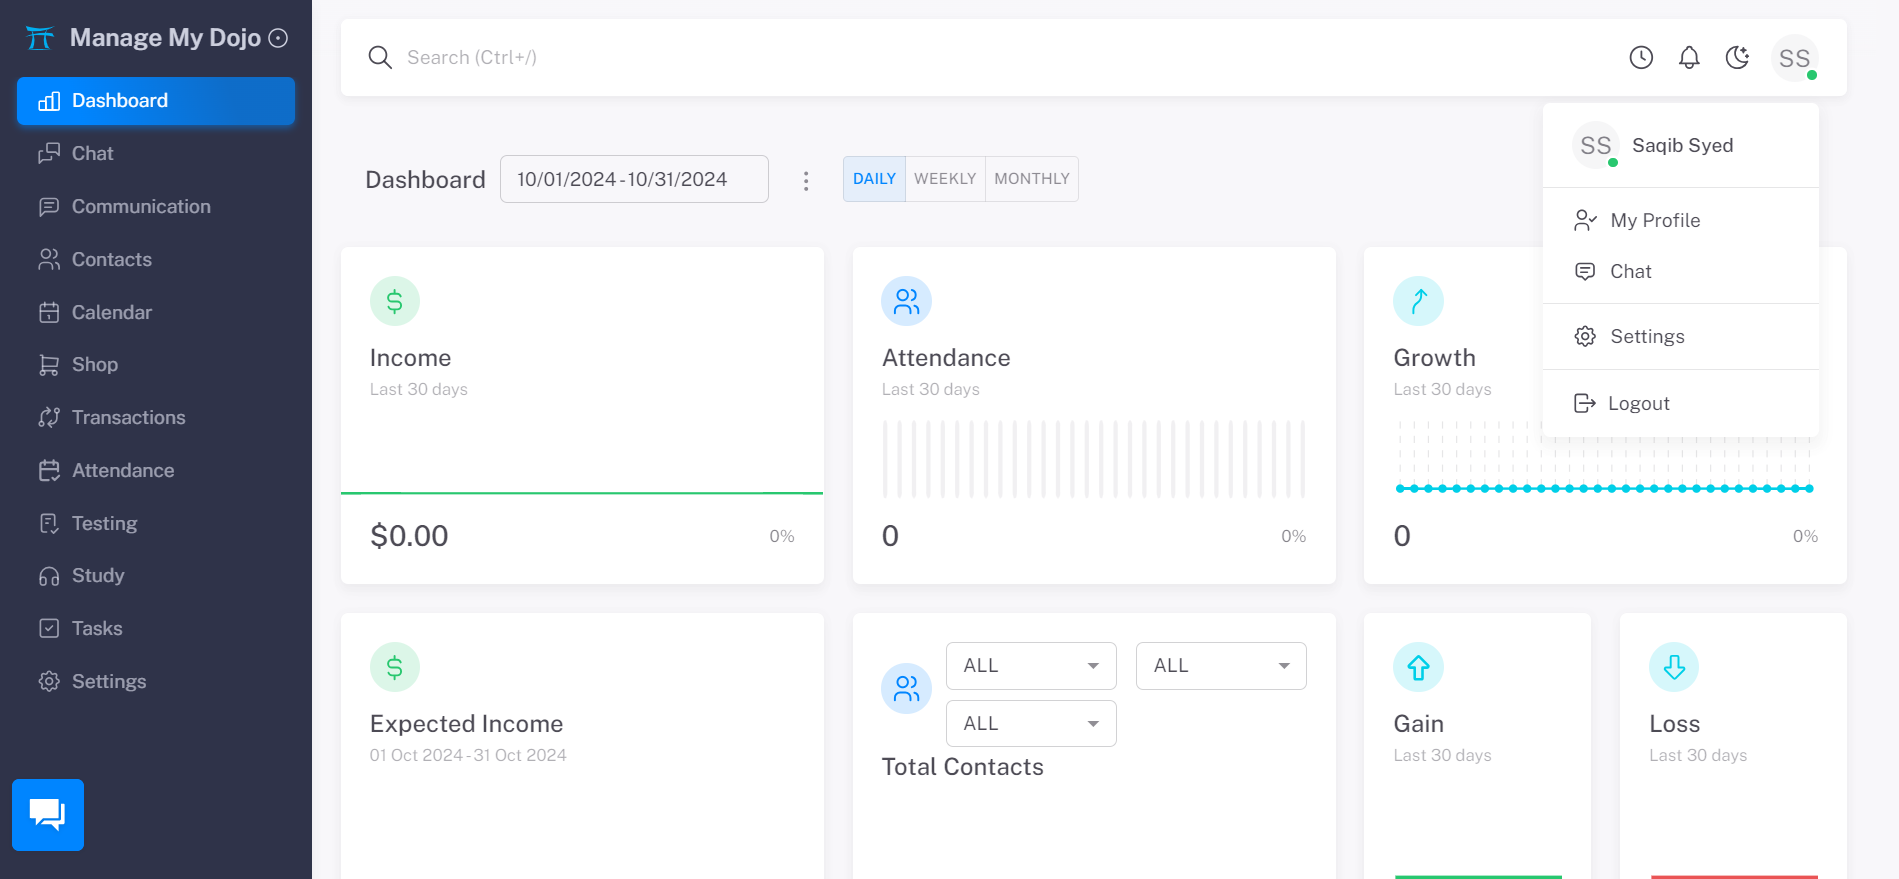 Manage My Dojo
Dashboard
Chat
Communication
Contacts
Calendar
Shop
Transactions
Attendance
Testing
Study
Tasks
Settings
Search (Ctrl+/)
SS
SS
Saqib Syed
My Profile
Chat
Settings
Logout
Dashboard
10/01/2024 - 10/31/2024
DAILY
WEEKLY
MONTHLY
Income
Last 30 days
$0.00
0%
Attendance
Last 30 days
0
0%
Growth
Last 30 days
0
0%
Expected Income
01 Oct 2024 - 31 Oct 2024
ALL
ALL
ALL
Total Contacts
Gain
Last 30 days
Loss
Last 30 days